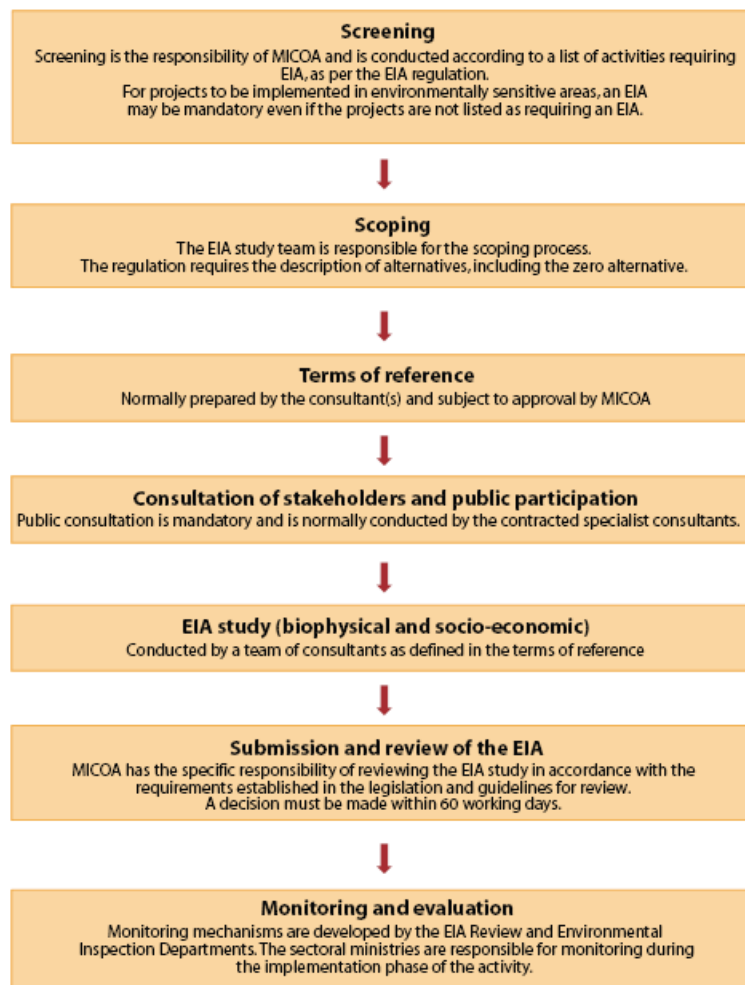 Screening
Screening is the responsibility of MICOA and is conducted according to a list of activities requiring
EIA, as per the EIA regulation.
For projects to be implemented in environmentally sensitive areas, an EIA
may be mandatory even if the projects are not listed as requiring an EIA.
Scoping
The EIA study team is responsible for the scoping process.
The regulation requires the description of alternatives, including the zero alternative.
Terms of reference
Normally prepared by the consultant(s) and subject to approval by MICOA
Consultation of stakeholders and public participation
Public consultation is mandatory and is normally conducted by the contracted specialist consultants.
EIA study (biophysical and socio-economic)
Conducted by a team of consultants as defined in the terms of reference
Submission and review of the EIA
MICOA has the specific responsibility of reviewing the EIA study in accordance with the
requirements established in the legislation and guidelines for review.
A decision must be made within 60 working days.
Monitoring and evaluation
Monitoring mechanisms are developed by the EIA Review and Environmental
Inspection Departments. The sectoral ministries are responsible for monitoring during
the implementation phase of the activity.